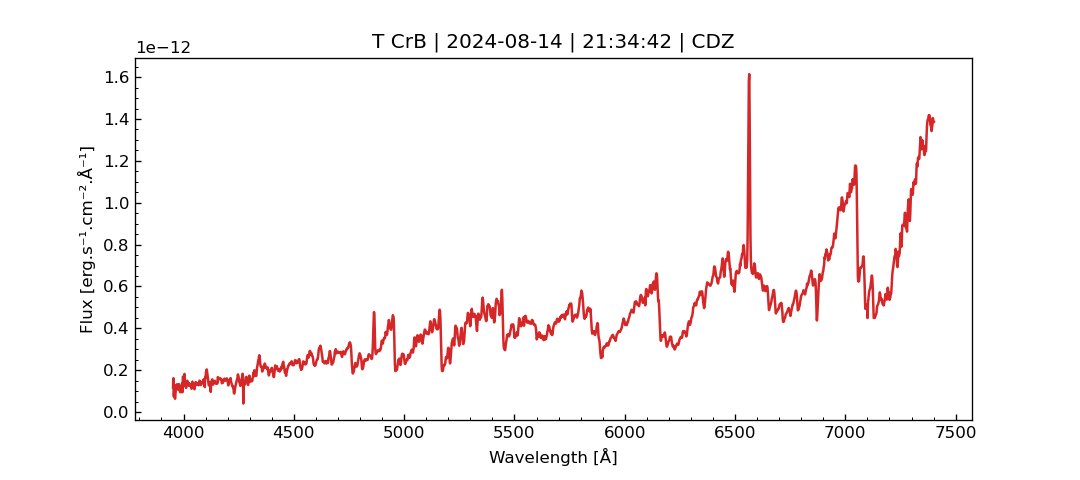 T CrB | 2024-08-14 | 21:34:42 | CDZ
1e−12
1.6
1.4
1.2
1.0
0.8
0.6
0.4
0.2
0.0
Flux [erg.s⁻¹.cm⁻².Å⁻¹]
4000 4500 5000 5500 6000 6500 7000 7500
Wavelength [Å]